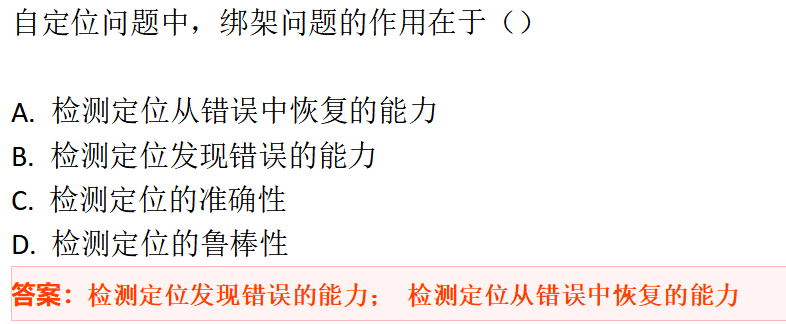 自定位问题中，绑架问题的作用在于（）
A. 检测定位从错误中恢复的能力
B. 检测定位发现错误的能力
C. 检测定位的准确性
D. 检测定位的鲁棒性
答案：检测定位发现错误的能力； 检测定位从错误中恢复的能力